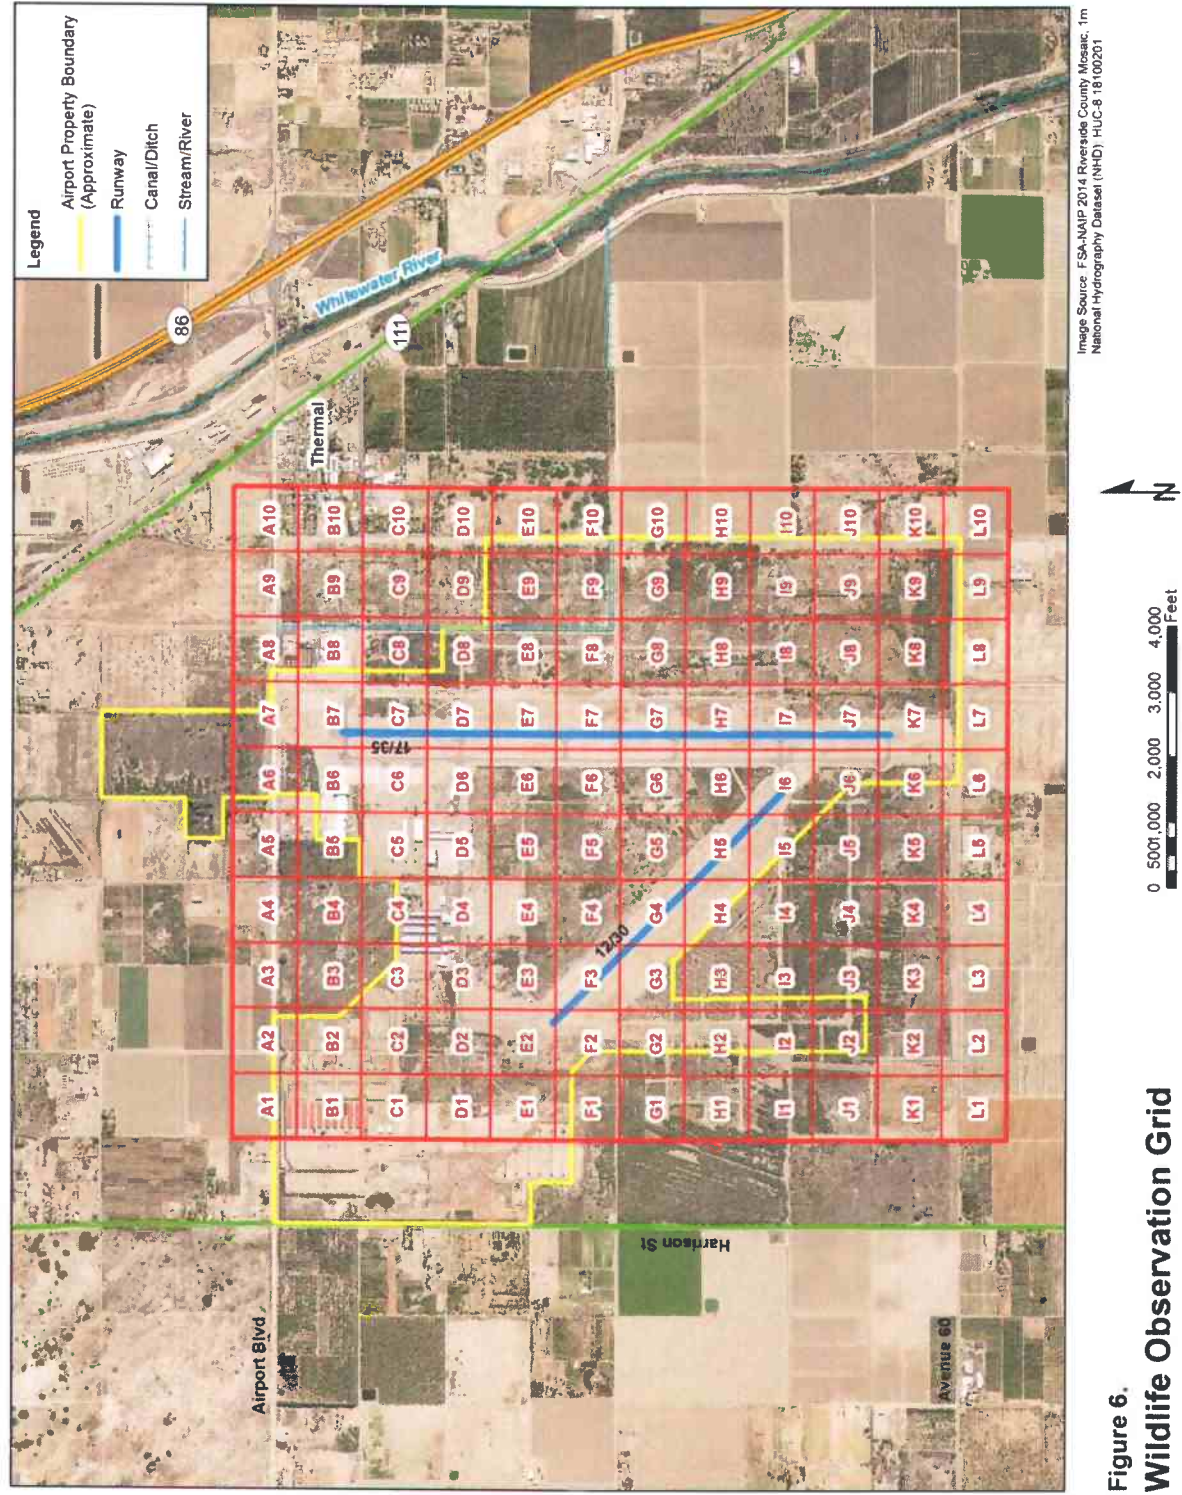 Legend
Airport Property Boundary
(Approximate)
Runway
Canal/Ditch
Stream/River
86
Whitewater River
111
Thermal
Airport Blvd
Harrison St
Avenue 60
17/35
12/30
A1 A2 A3 A4 A5 A6 A7 A8 A9 A10
B1 B2 B3 B4 B5 B6 B7 B8 B9 B10
C1 C2 C3 C4 C5 C6 C7 C8 C9 C10
D1 D2 D3 D4 D5 D6 D7 D8 D9 D10
E1 E2 E3 E4 E5 E6 E7 E8 E9 E10
F1 F2 F3 F4 F5 F6 F7 F8 F9 F10
G1 G2 G3 G4 G5 G6 G7 G8 G9 G10
H1 H2 H3 H4 H5 H6 H7 H8 H9 H10
I1 I2 I3 I4 I5 I6 I7 I8 I9 I10
J1 J2 J3 J4 J5 J6 J7 J8 J9 J10
K1 K2 K3 K4 K5 K6 K7 K8 K9 K10
L1 L2 L3 L4 L5 L6 L7 L8 L9 L10
Image Source: FSA-NAIP 2014 Riverside County Mosaic, 1m
National Hydrography Dataset (NHD): HUC-8 18100201
N
0 500 1,000 2,000 3,000 4,000
Feet
Figure 6.
Wildlife Observation Grid